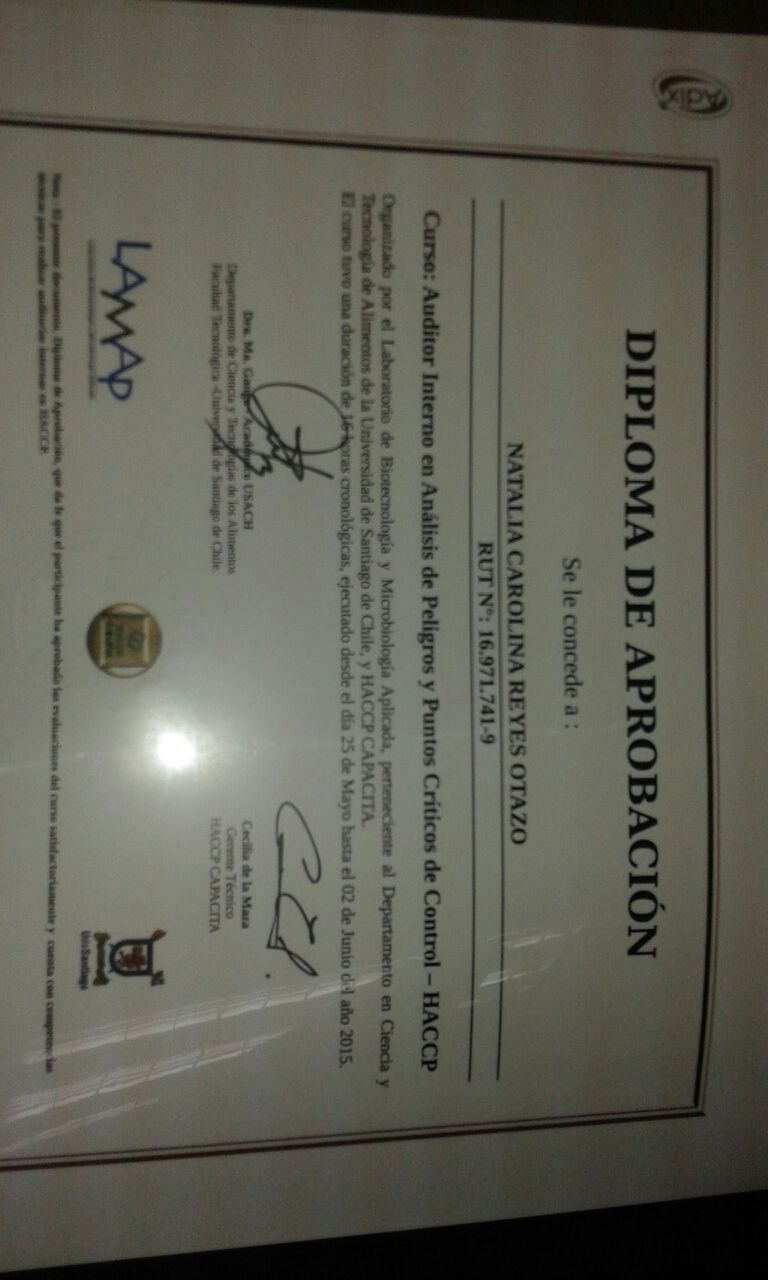 DIPLOMA DE APROBACIÓN
Se le concede a :
NATALIA CAROLINA REYES OTAZO
RUT Nº: 16.971.741-9
Curso: Auditor Interno en Análisis de Peligros y Puntos Críticos de Control – HACCP
Organizado por el Laboratorio de Biotecnología y Microbiología Aplicada, perteneciente al Departamento en Ciencia y
Tecnología de Alimentos de la Universidad de Santiago de Chile, y HACCP CAPACITA.
El curso tuvo una duración de 16 horas cronológicas, ejecutado desde el día 25 de Mayo hasta el 02 de Junio del año 2015.
Dra. Ma. Académico USACH
Departamento de Ciencia y Tecnologías de los Alimentos
Facultad Tecnológica -Universidad de Santiago de Chile
Cecilia de la Maza
Gerente Técnico
HACCP CAPACITA
LAMAP
UdeSantiago
Nota : El presente documento, Diploma de Aprobación, que da fe que el participante ha aprobado las evaluaciones del curso satisfactoriamente y cuenta con competencias
técnicas para realizar auditorías internas en HACCP.